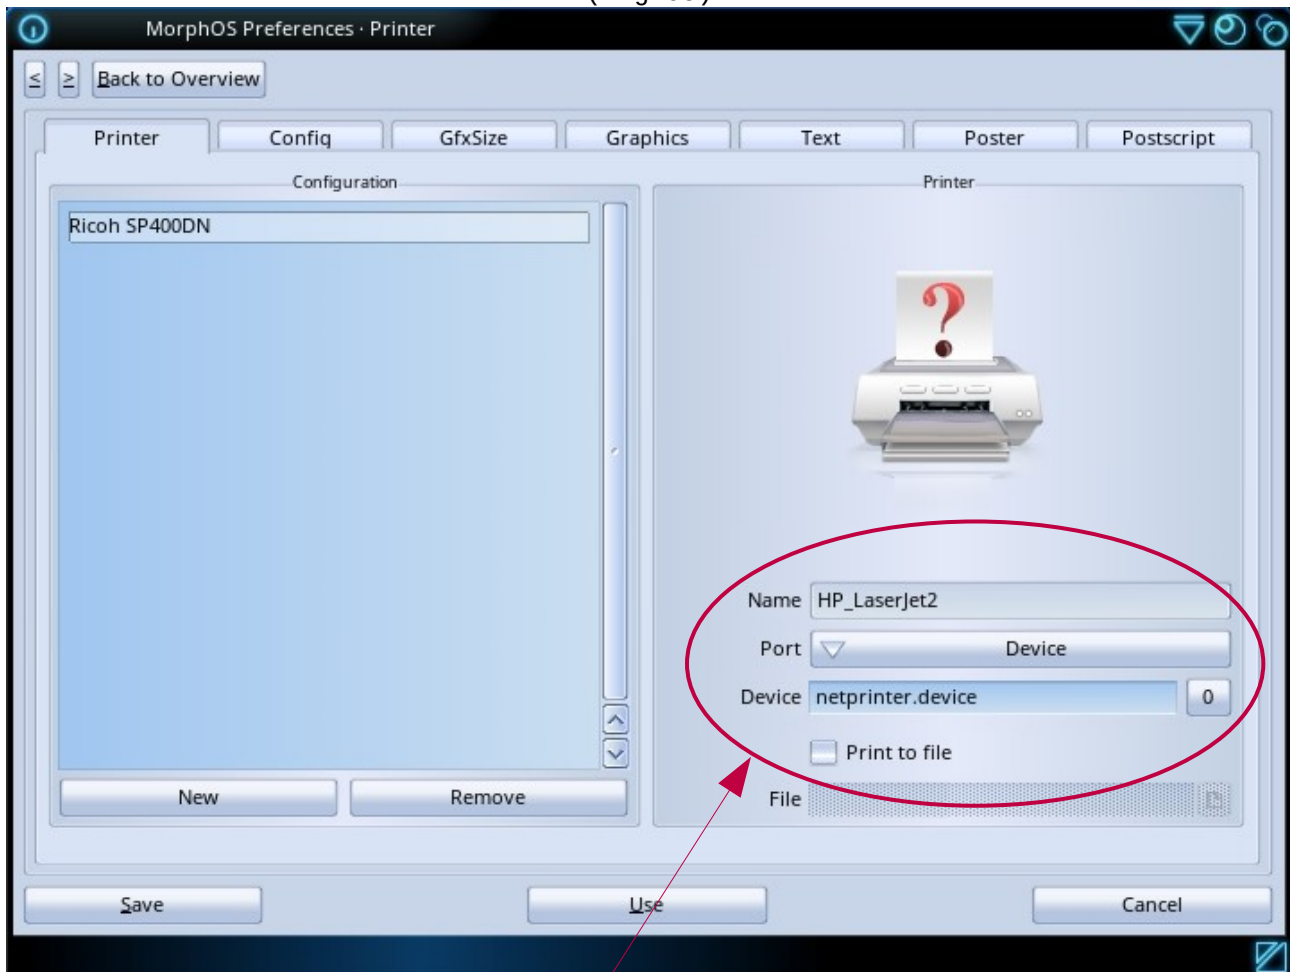 MorphOS Preferences · Printer
≤ ≥ Back to Overview
Printer Config GfxSize Graphics Text Poster Postscript
Configuration
Ricoh SP400DN
New Remove
Printer
?
Name HP_LaserJet2
Port Device
Device netprinter.device 0
Print to file
File
Save Use Cancel